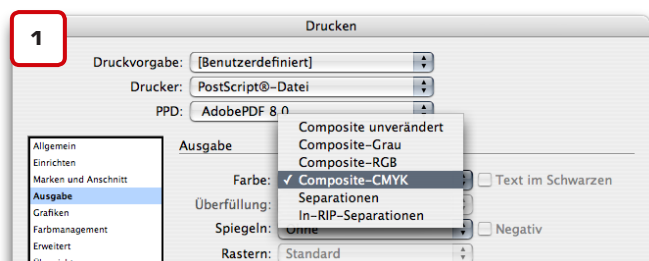 1
Drucken
Druckvorgabe: [Benutzerdefiniert]
Drucker: PostScript®-Datei
PPD: AdobePDF 8.0
Composite unverändert
Allgemein
Ausgabe
Composite-Grau
Einrichten
Composite-RGB
Marken und Anschnitt
Farbe: ✓ Composite-CMYK
Text im Schwarzen
Ausgabe
Separationen
Überfüllung:
Grafiken
In-RIP-Separationen
Farbmanagement
Spiegeln: Ohne
Negativ
Erweitert
Rastern: Standard